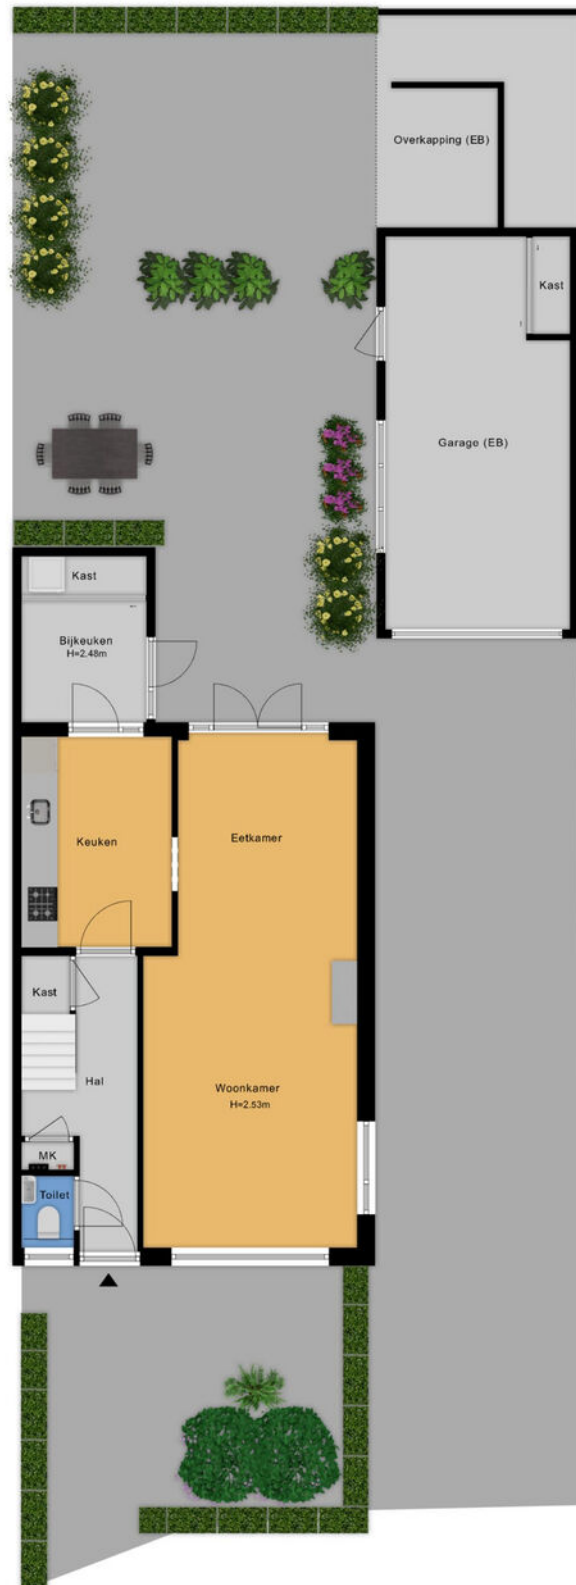 Overkapping (EB)
Kast
Garage (EB)
Kast
Bijkeuken
H=2.48m
Keuken
Eetkamer
Kast
Hal
Woonkamer
H=2.53m
MK
Toilet